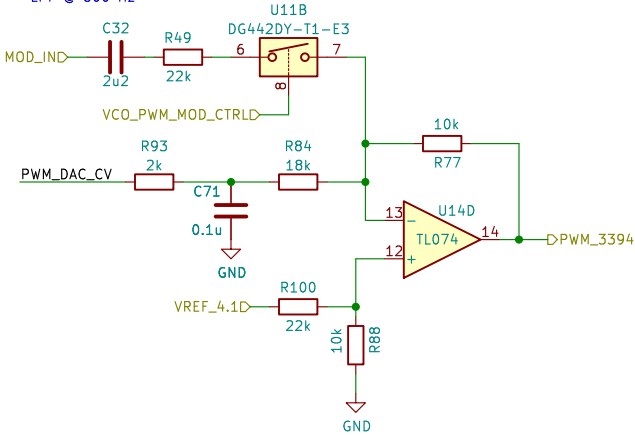 U11B
DG442DY-T1-E3
C32
R49
MOD_IN
6
7
2u2
22k
8
VCO_PWM_MOD_CTRL
10k
R77
R93
R84
2k
18k
PWM_DAC_CV
C71
0.1u
GND
U14D
13
TL074
14
12
PWM_3394
R100
VREF_4.1
22k
10k
R88
GND